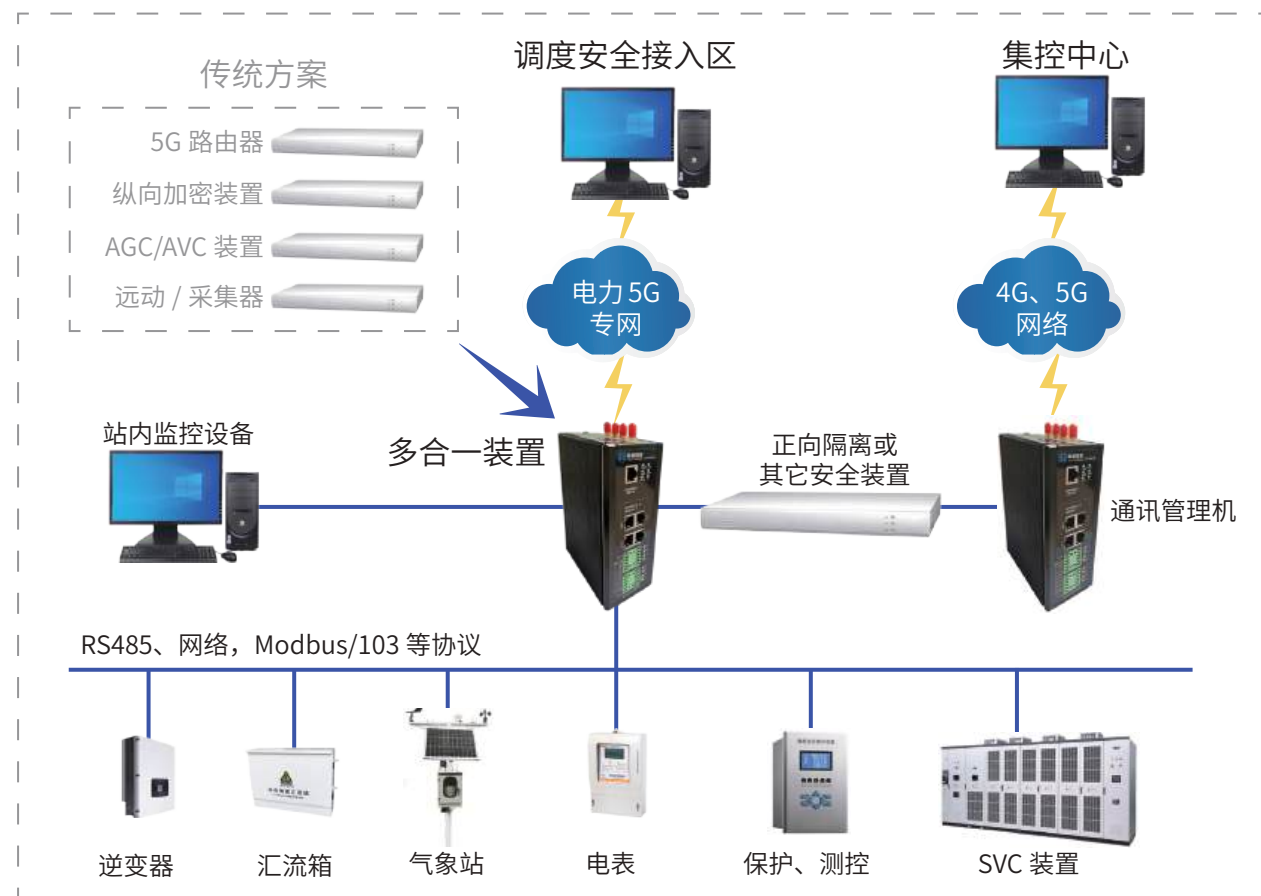 传统方案
5G 路由器
纵向加密装置
AGC/AVC 装置
远动 / 采集器
调度安全接入区
集控中心
电力 5G
专网
4G、5G
网络
站内监控设备
多合一装置
正向隔离或
其它安全装置
通讯管理机
RS485、网络，Modbus/103 等协议
逆变器
汇流箱
气象站
电表
保护、测控
SVC 装置